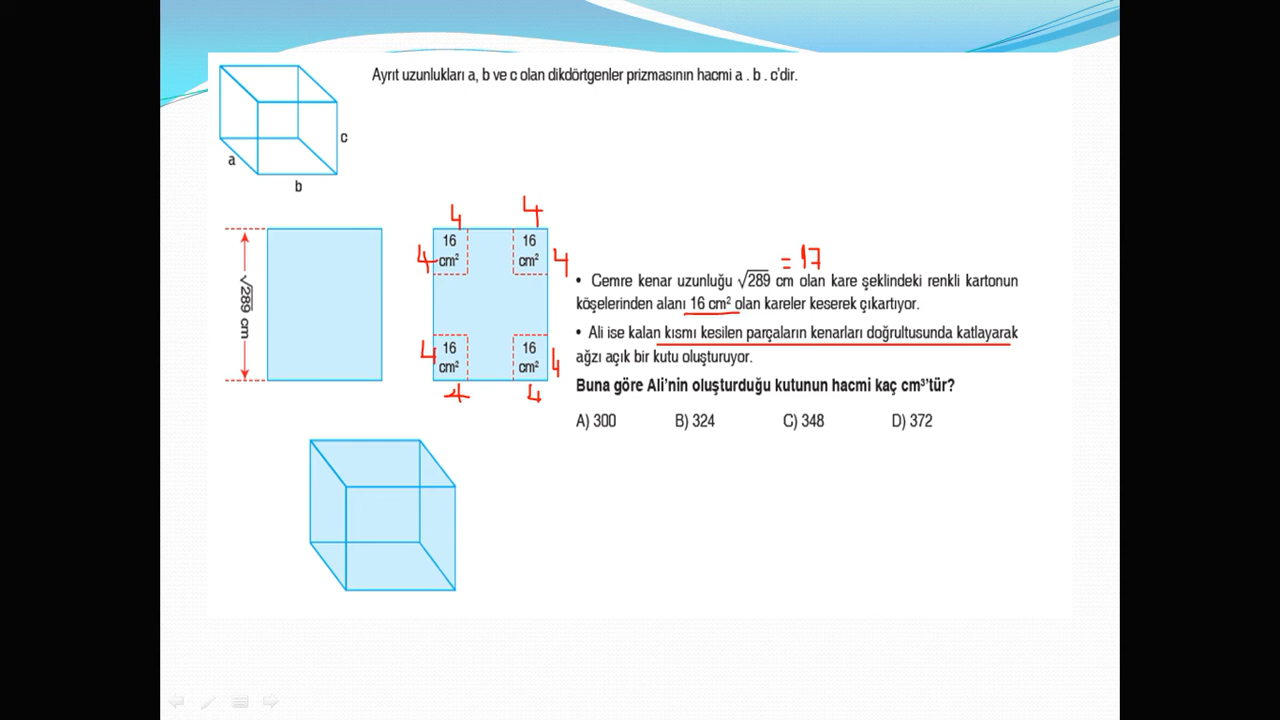 Ayrıt uzunlukları a, b ve c olan dikdörtgenler prizmasının hacmi a . b . c'dir.
c
a
b
4 4
16 cm² 16 cm²
4 4
√289 cm
= 17
• Cemre kenar uzunluğu √289 cm olan kare şeklindeki renkli kartonun
köşelerinden alanı 16 cm² olan kareler keserek çıkartıyor.
• Ali ise kalan kısmı kesilen parçaların kenarları doğrultusunda katlayarak
ağzı açık bir kutu oluşturuyor.
4 16 cm² 16 cm² 4
4 4
Buna göre Ali'nin oluşturduğu kutunun hacmi kaç cm³'tür?
A) 300 B) 324 C) 348 D) 372